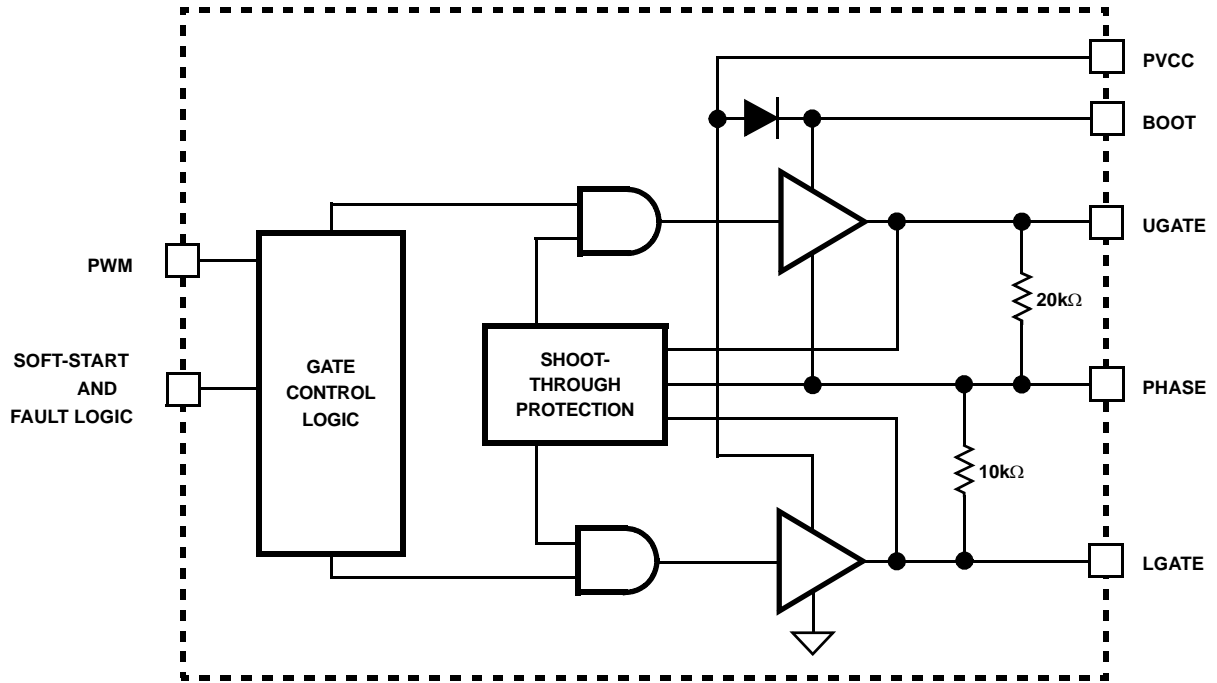 PVCC
BOOT
UGATE
PWM
20kΩ
SOFT-START
AND
FAULT LOGIC
GATE
CONTROL
LOGIC
SHOOT-
THROUGH
PROTECTION
PHASE
10kΩ
LGATE